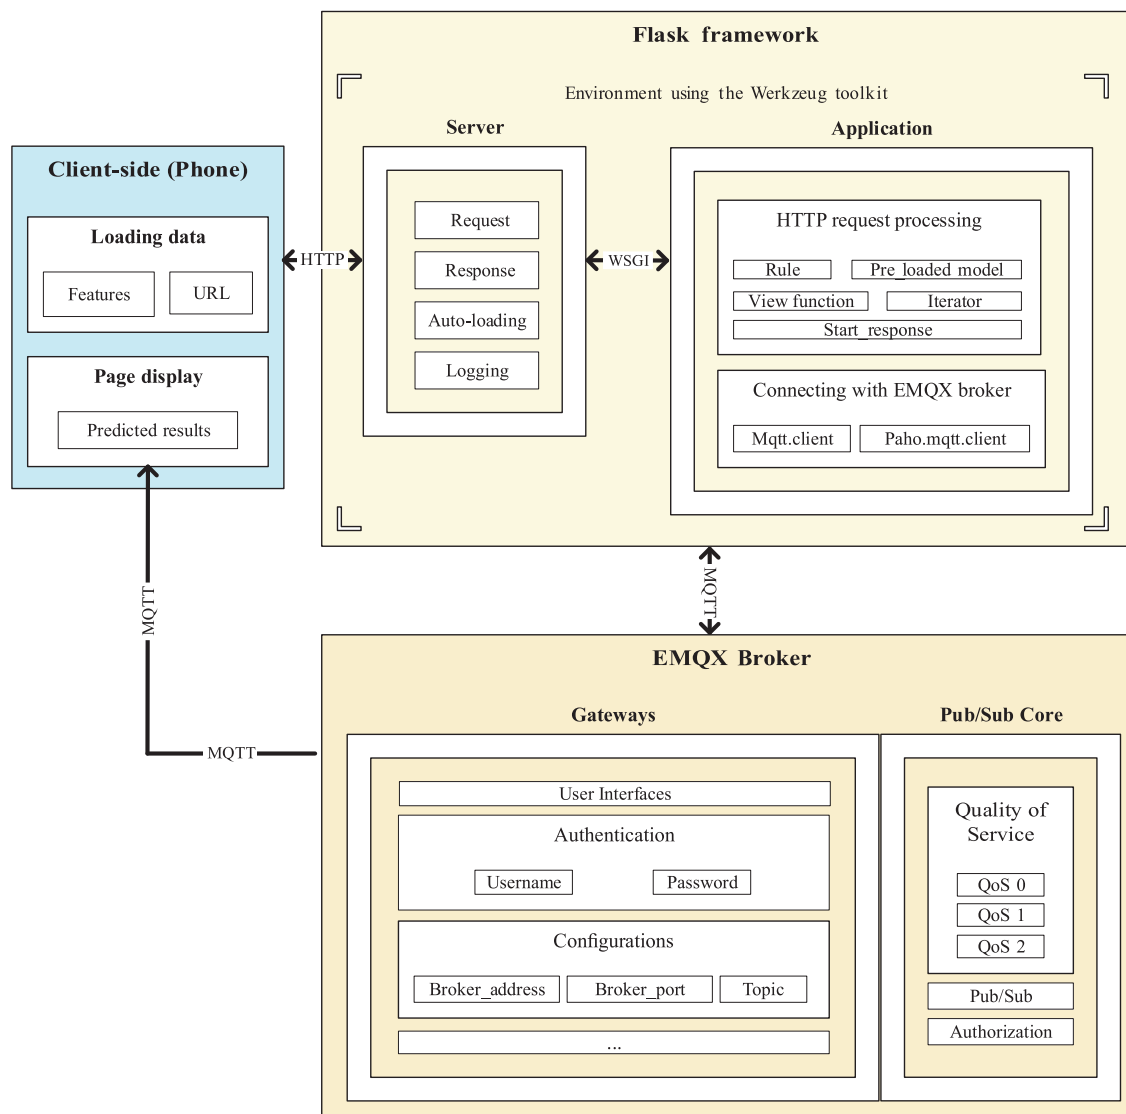 Flask framework
Environment using the Werkzeug toolkit
Server
Application
Client-side (Phone)
Loading data
Features
URL
Page display
Predicted results
HTTP
Request
Response
Auto-loading
Logging
WSGI
HTTP request processing
Rule
Pre_loaded model
View function
Iterator
Start_response
Connecting with EMQX broker
Mqtt.client
Paho.mqtt.client
MQTT
MQTT
MQTT
EMQX Broker
Gateways
Pub/Sub Core
User Interfaces
Authentication
Username
Password
Configurations
Broker_address
Broker_port
Topic
...
Quality of
Service
QoS 0
QoS 1
QoS 2
Pub/Sub
Authorization